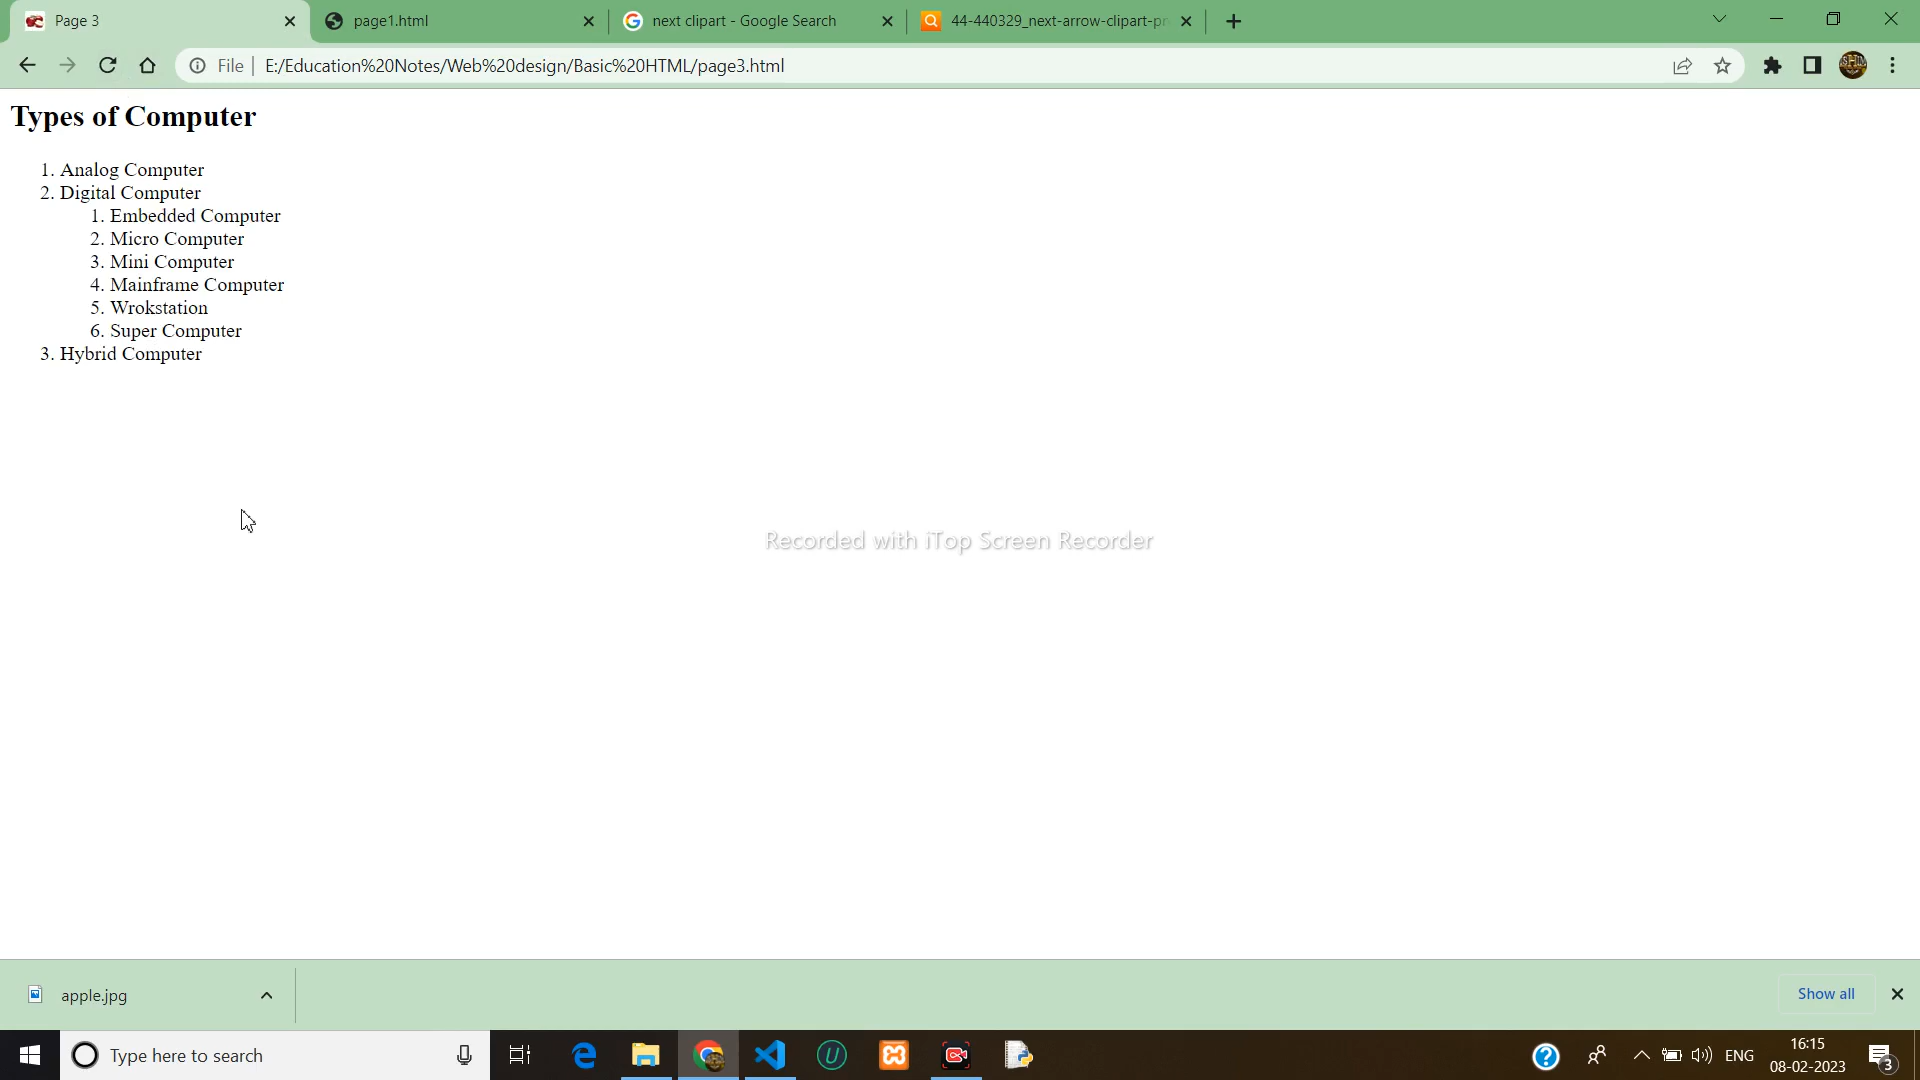 Page 3
page1.html
next clipart - Google Search
44-440329_next-arrow-clipart-pr
File
E:/Education%20Notes/Web%20design/Basic%20HTML/page3.html
Types of Computer
1. Analog Computer
2. Digital Computer
1. Embedded Computer
2. Micro Computer
3. Mini Computer
4. Mainframe Computer
5. Wrokstation
6. Super Computer
3. Hybrid Computer
Recorded with iTop Screen Recorder
apple.jpg
Show all
Type here to search
ENG
16:15
08-02-2023
3